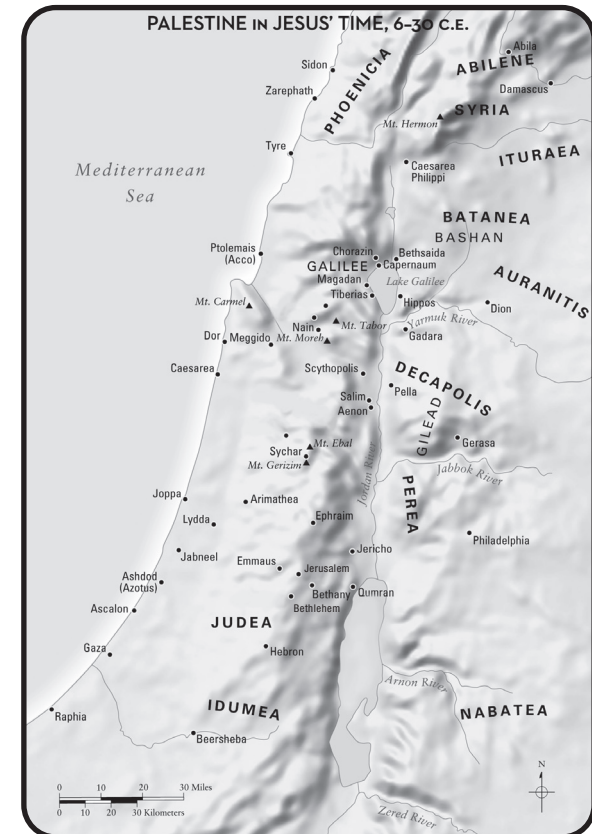 PALESTINE IN JESUS' TIME, 6–30 C.E.
Abila
ABILENE
Sidon
Damascus
Zarephath
PHOENICIA
SYRIA
Mt. Hermon
Tyre
ITURAEA
Caesarea
Philippi
Mediterranean
Sea
BATANEA
BASHAN
Ptolemais
(Acco)
Chorazin
Bethsaida
GALILEE
Capernaum
Magadan
Lake Galilee
AURANITIS
Tiberias
Mt. Carmel
Hippos
Dion
Yarmuk River
Nain
Mt. Tabor
Dor
Meggido
Mt. Moreh
Gadara
Caesarea
Scythopolis
DECAPOLIS
Pella
Salim
Aenon
GILEAD
Gerasa
Mt. Ebal
Sychar
Mt. Gerizim
Jordan River
Jabbok River
PEREA
Joppa
Arimathea
Lydda
Ephraim
Philadelphia
Jabneel
Jericho
Emmaus
Jerusalem
Ashdod
(Azotus)
Bethany
Qumran
Bethlehem
Ascalon
JUDEA
Gaza
Hebron
Arnon River
IDUMEA
NABATEA
Raphia
Beersheba
N
0 10 20 30 Miles
0 10 20 30 Kilometers
Zered River